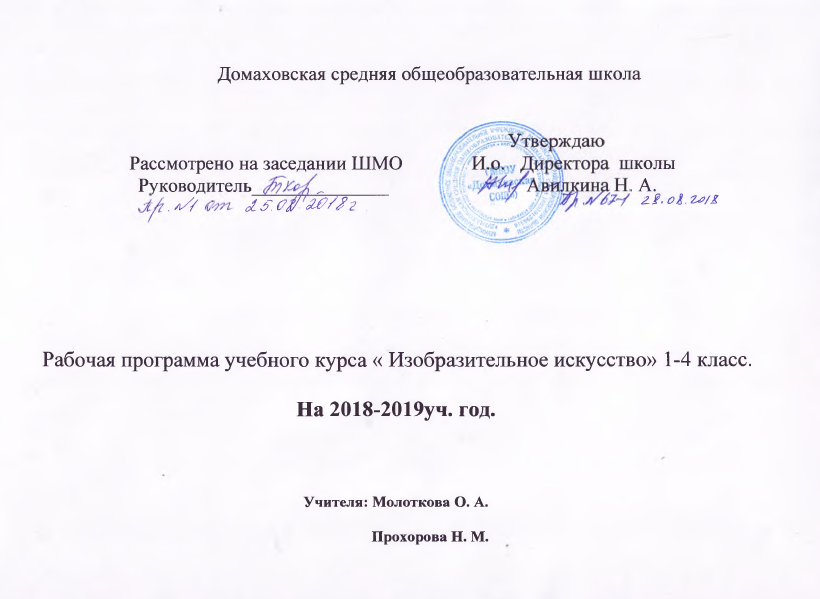 Домаховская средняя общеобразовательная школа
Утверждаю
Рассмотрено на заседании ШМО И.о. Директора школы
Руководитель Авилкина Н. А.
Пр. №1 от 25.08 2018г Пр №67-1 28.08.2018
Рабочая программа учебного курса « Изобразительное искусство» 1-4 класс.
На 2018-2019уч. год.
Учителя: Молоткова О. А.
Прохорова Н. М.